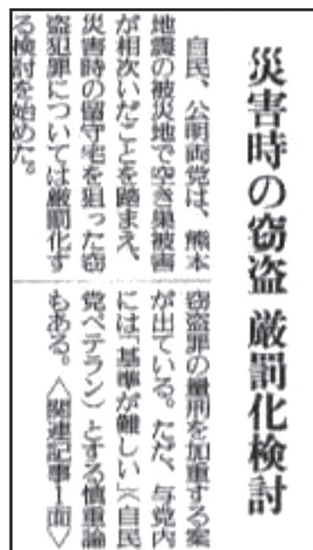 災害時の窃盗 厳罰化検討
自民、公明両党は、熊本
地震の被災地で空き巣被害
が相次いだことを踏まえ、
災害時の留守宅を狙った窃
盗犯罪については厳罰化す
る検討を始めた。
窃盗罪の量刑を加重する案
が出ている。ただ、与党内
には「基準が難しい」(自民
党ベテラン)とする慎重論
もある。〈関連記事1面〉